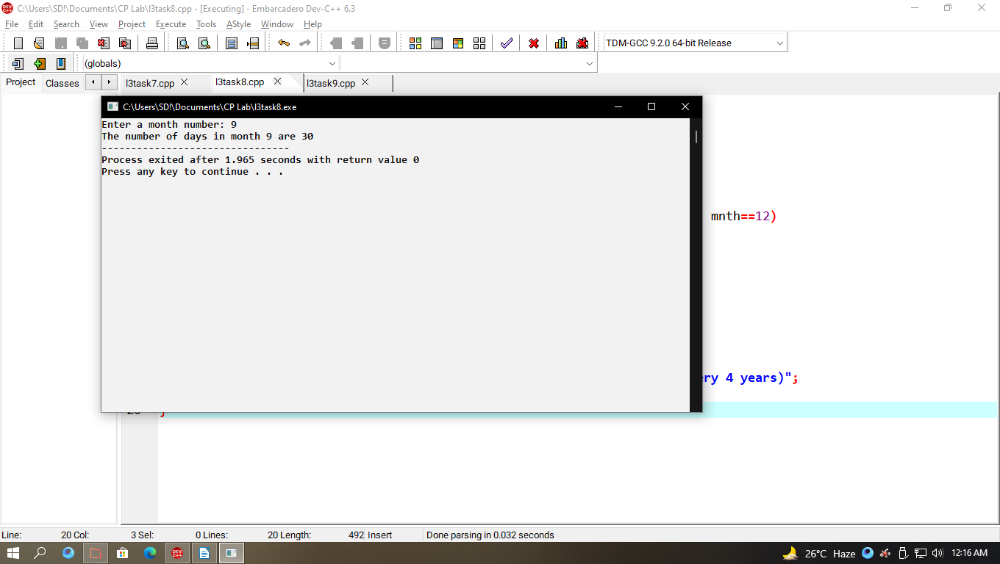 C:\Users\SD!\Documents\CP Lab\l3task8.cpp - [Executing] - Embarcadero Dev-C++ 6.3
File Edit Search View Project Execute Tools AStyle Window Help
TDM-GCC 9.2.0 64-bit Release
(globals)
Project Classes l3task7.cpp l3task8.cpp l3task9.cpp
C:\Users\SD!\Documents\CP Lab\l3task8.exe
Enter a month number: 9
The number of days in month 9 are 30
--------------------------------
Process exited after 1.965 seconds with return value 0
Press any key to continue . . .
mnth==12)
ery 4 years)";
20 }
Line: 20 Col: 3 Sel: 0 Lines: 20 Length: 492 Insert Done parsing in 0.032 seconds
DEV C++ 26°C Haze 12:16 AM